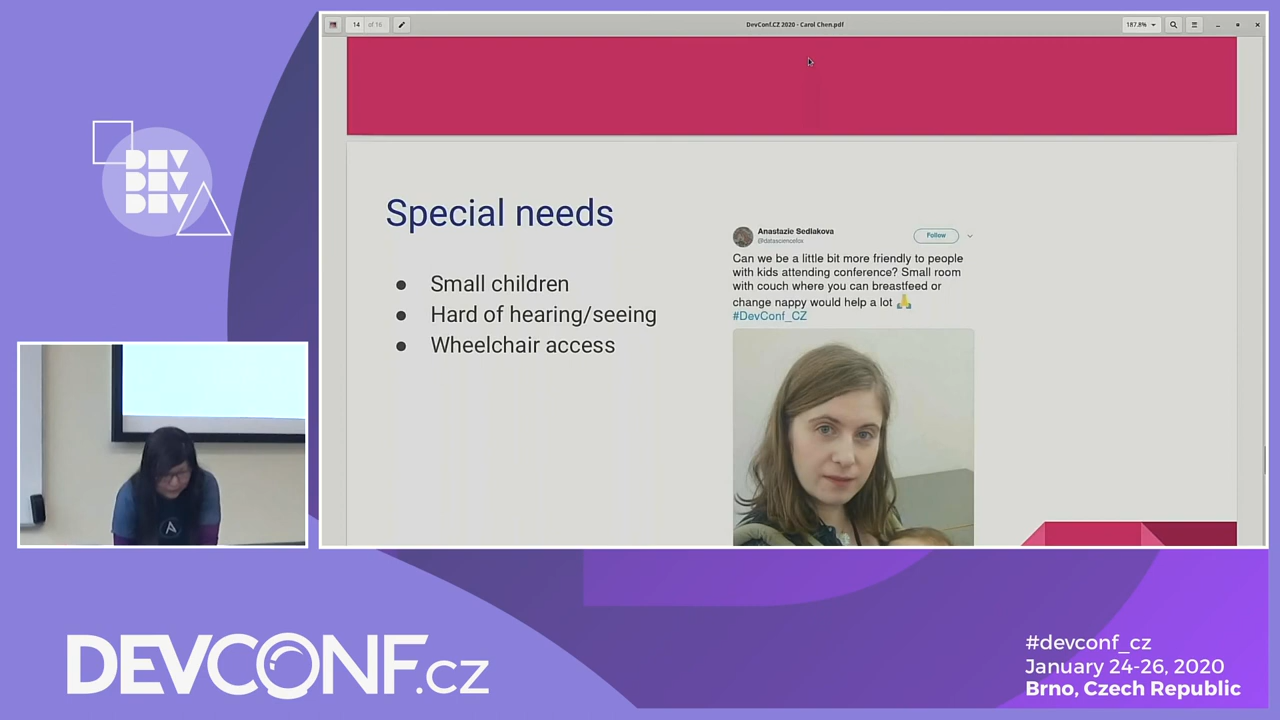 14 of 16
DevConf.CZ 2020 - Carol Chen.pdf
187.8%
DEV
DEV
DEV
Special needs
● Small children
● Hard of hearing/seeing
● Wheelchair access
Anastazie Sedlakova
@datasciencefox
Follow
Can we be a little bit more friendly to people
with kids attending conference? Small room
with couch where you can breastfeed or
change nappy would help a lot 🙏
#DevConf_CZ
A
DEVCONF.cz
#devconf_cz
January 24-26, 2020
Brno, Czech Republic